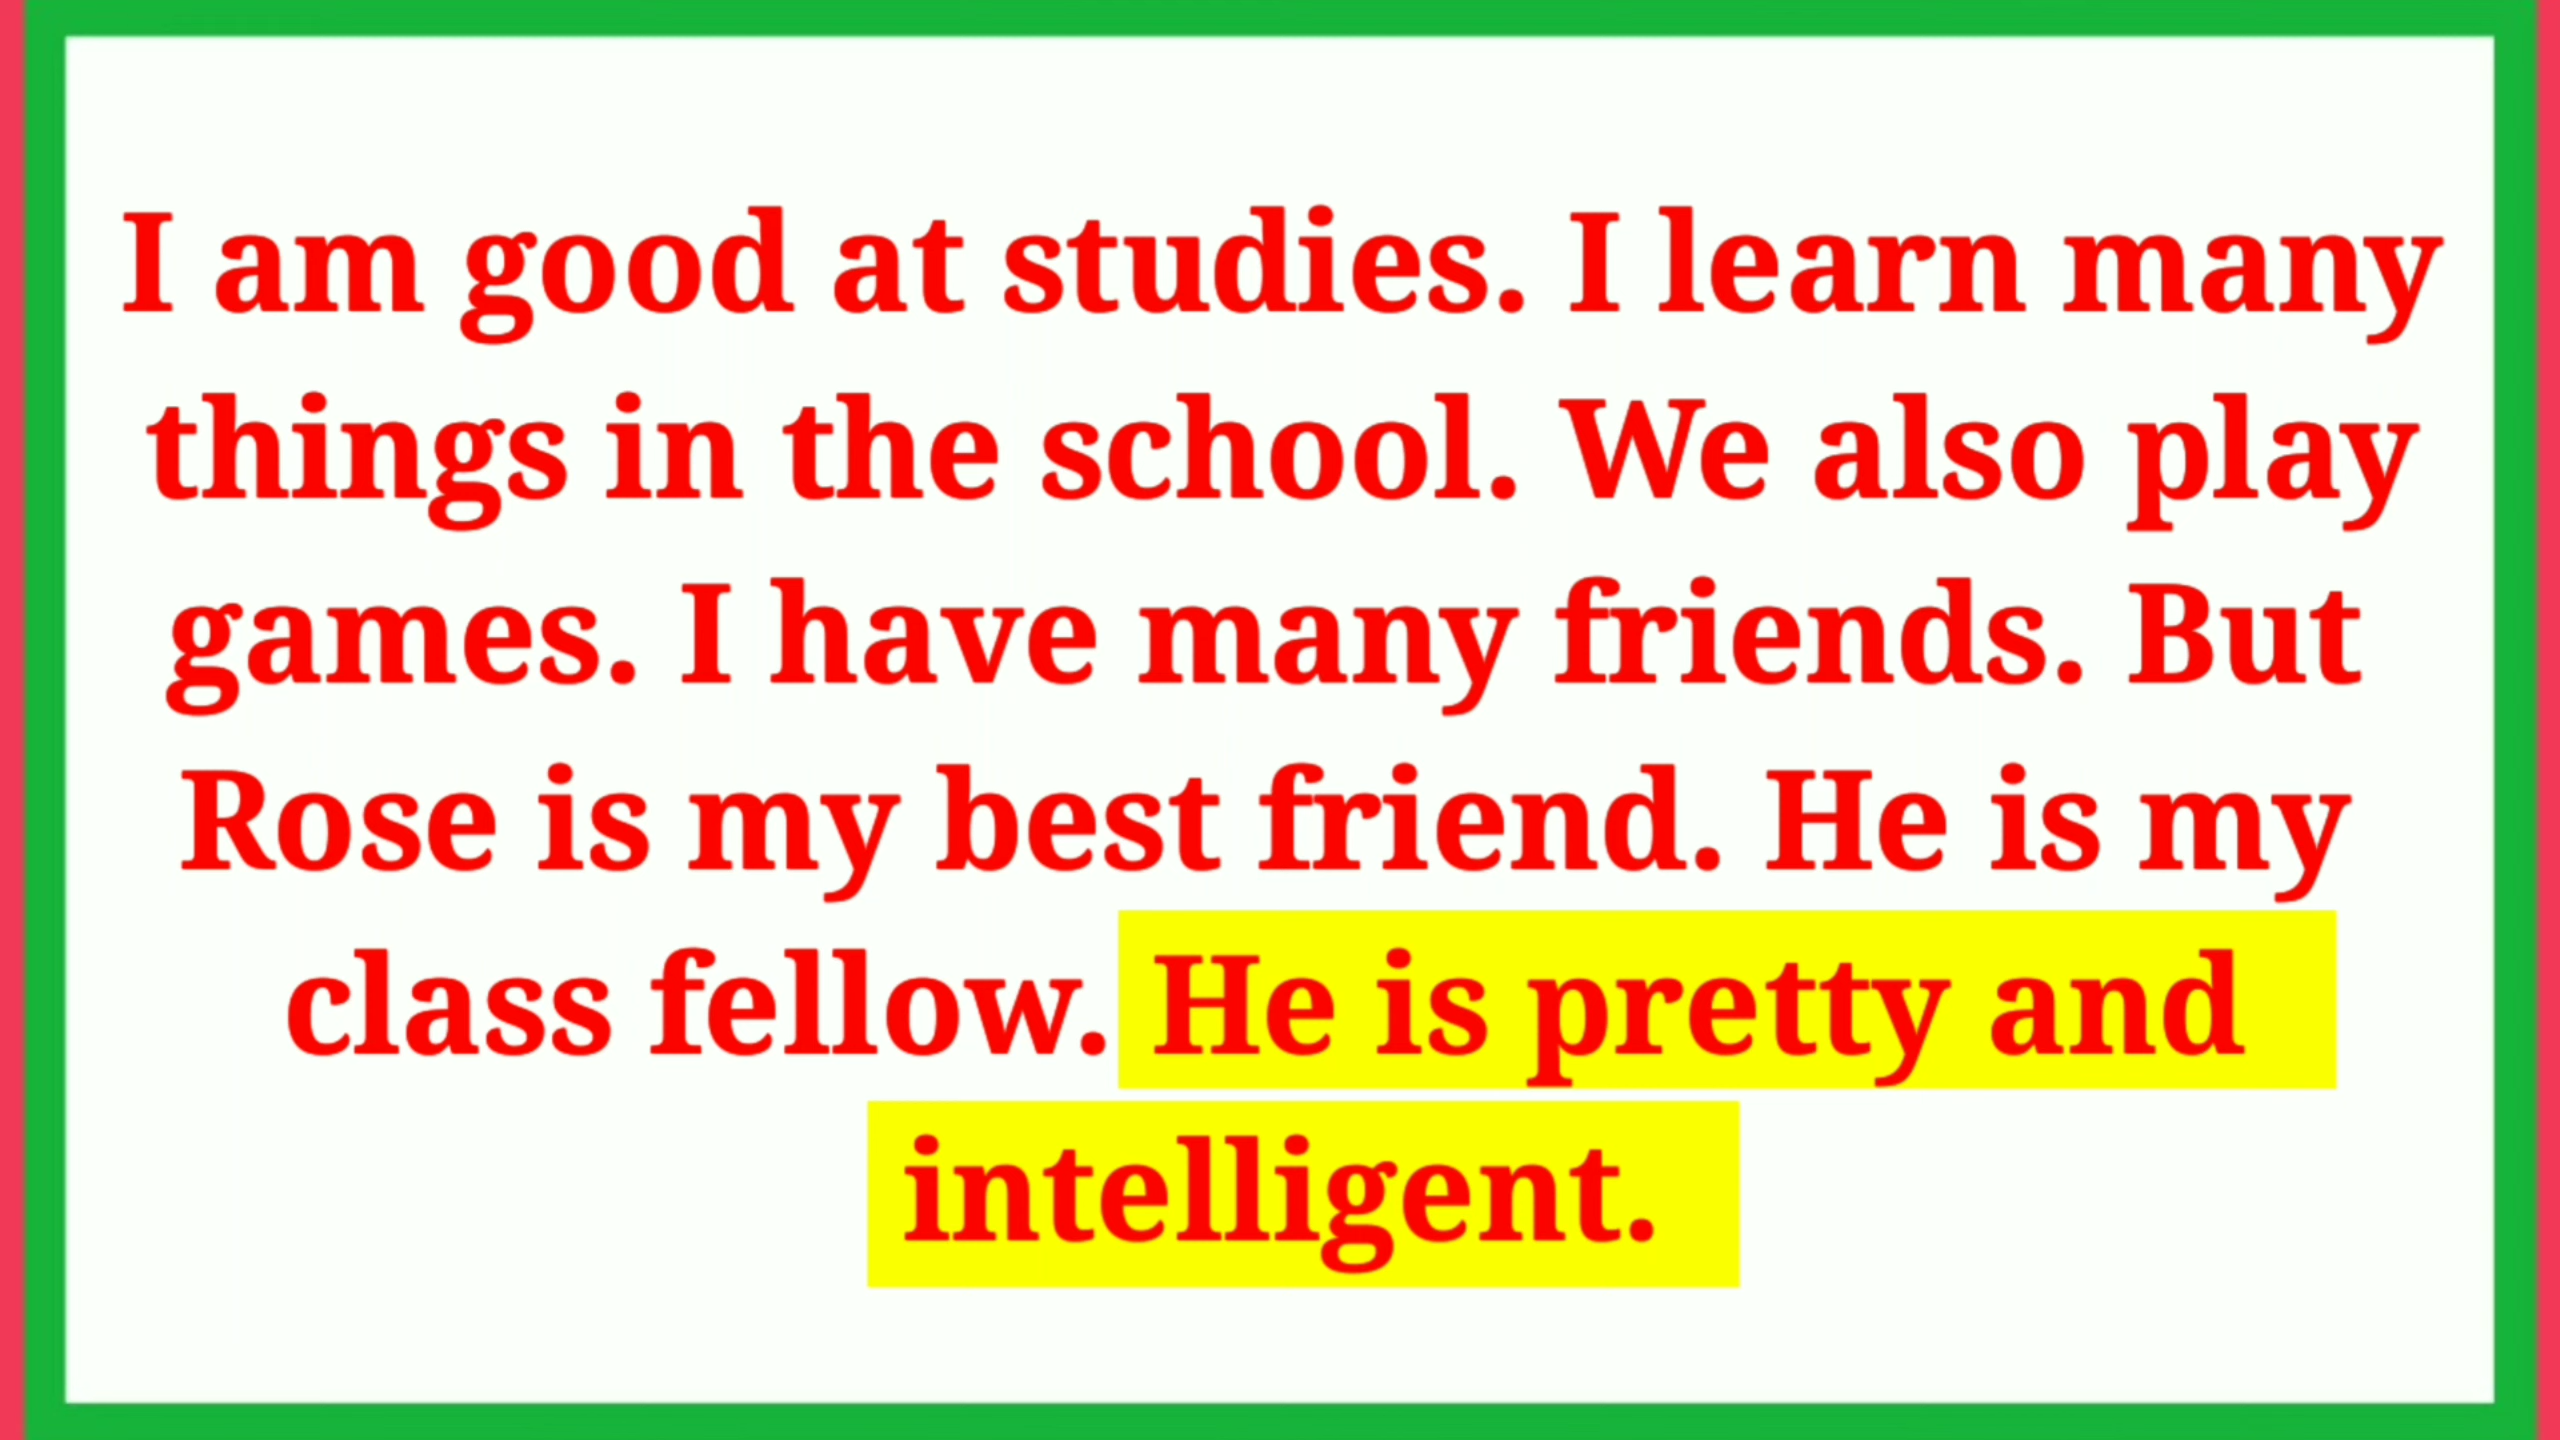 I am good at studies. I learn many
things in the school. We also play
games. I have many friends. But
Rose is my best friend. He is my
class fellow. He is pretty and
intelligent.